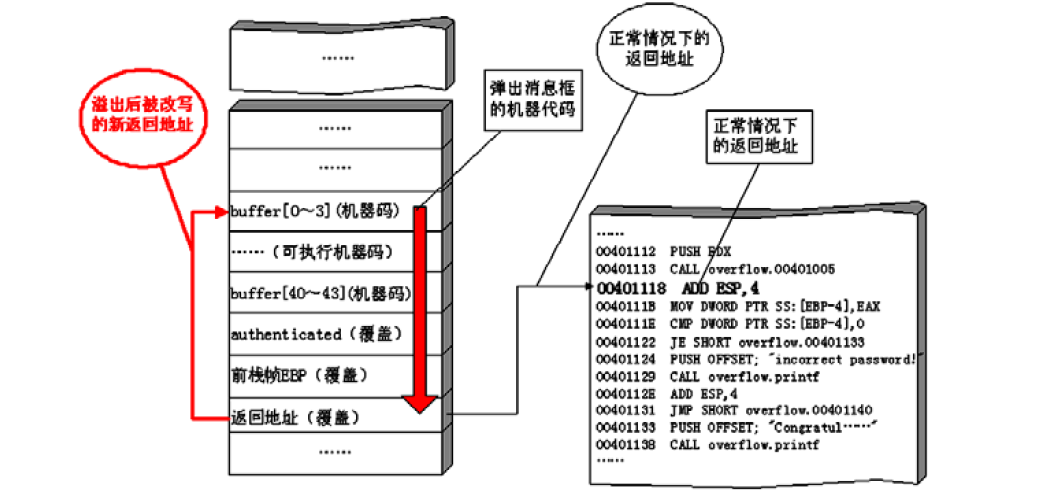 ……
溢出后被改写
的新返回地址
……
……
buffer[0～3](机器码)
……（可执行机器码）
buffer[40～43](机器码)
authenticated（覆盖）
前栈帧EBP（覆盖）
返回地址（覆盖）
……
弹出消息框
的机器代码
正常情况下的
返回地址
正常情况下
的返回地址
……
00401112 PUSH EDX
00401113 CALL overflow.00401005
00401118 ADD ESP,4
0040111B MOV DWORD PTR SS:[EBP-4],EAX
0040111E CMP DWORD PTR SS:[EBP-4],0
00401122 JE SHORT overflow.00401133
00401124 PUSH OFFSET; "incorrect password!"
00401129 CALL overflow.printf
0040112E ADD ESP,4
00401131 JMP SHORT overflow.00401140
00401133 PUSH OFFSET; "Congratul……"
00401138 CALL overflow.printf
……